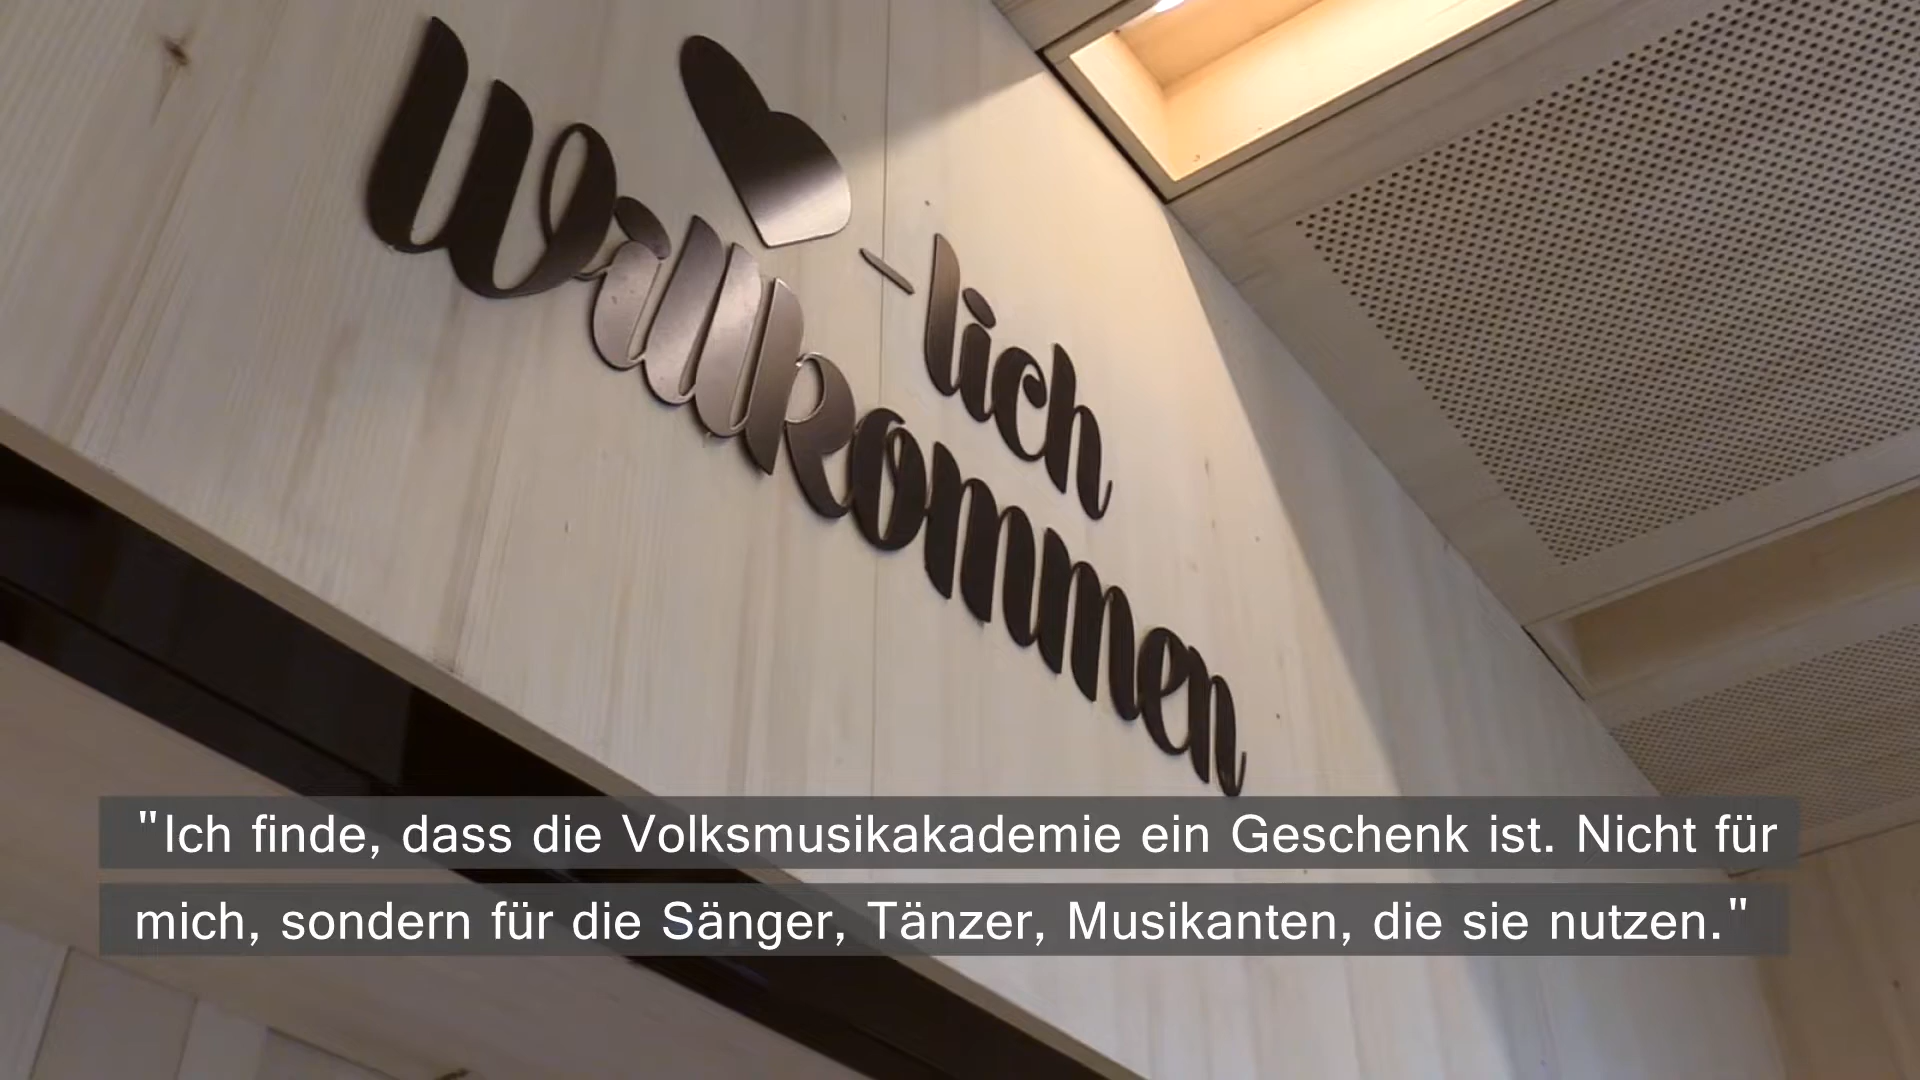 -lich
willkommen
"Ich finde, dass die Volksmusikakademie ein Geschenk ist. Nicht für
mich, sondern für die Sänger, Tänzer, Musikanten, die sie nutzen."